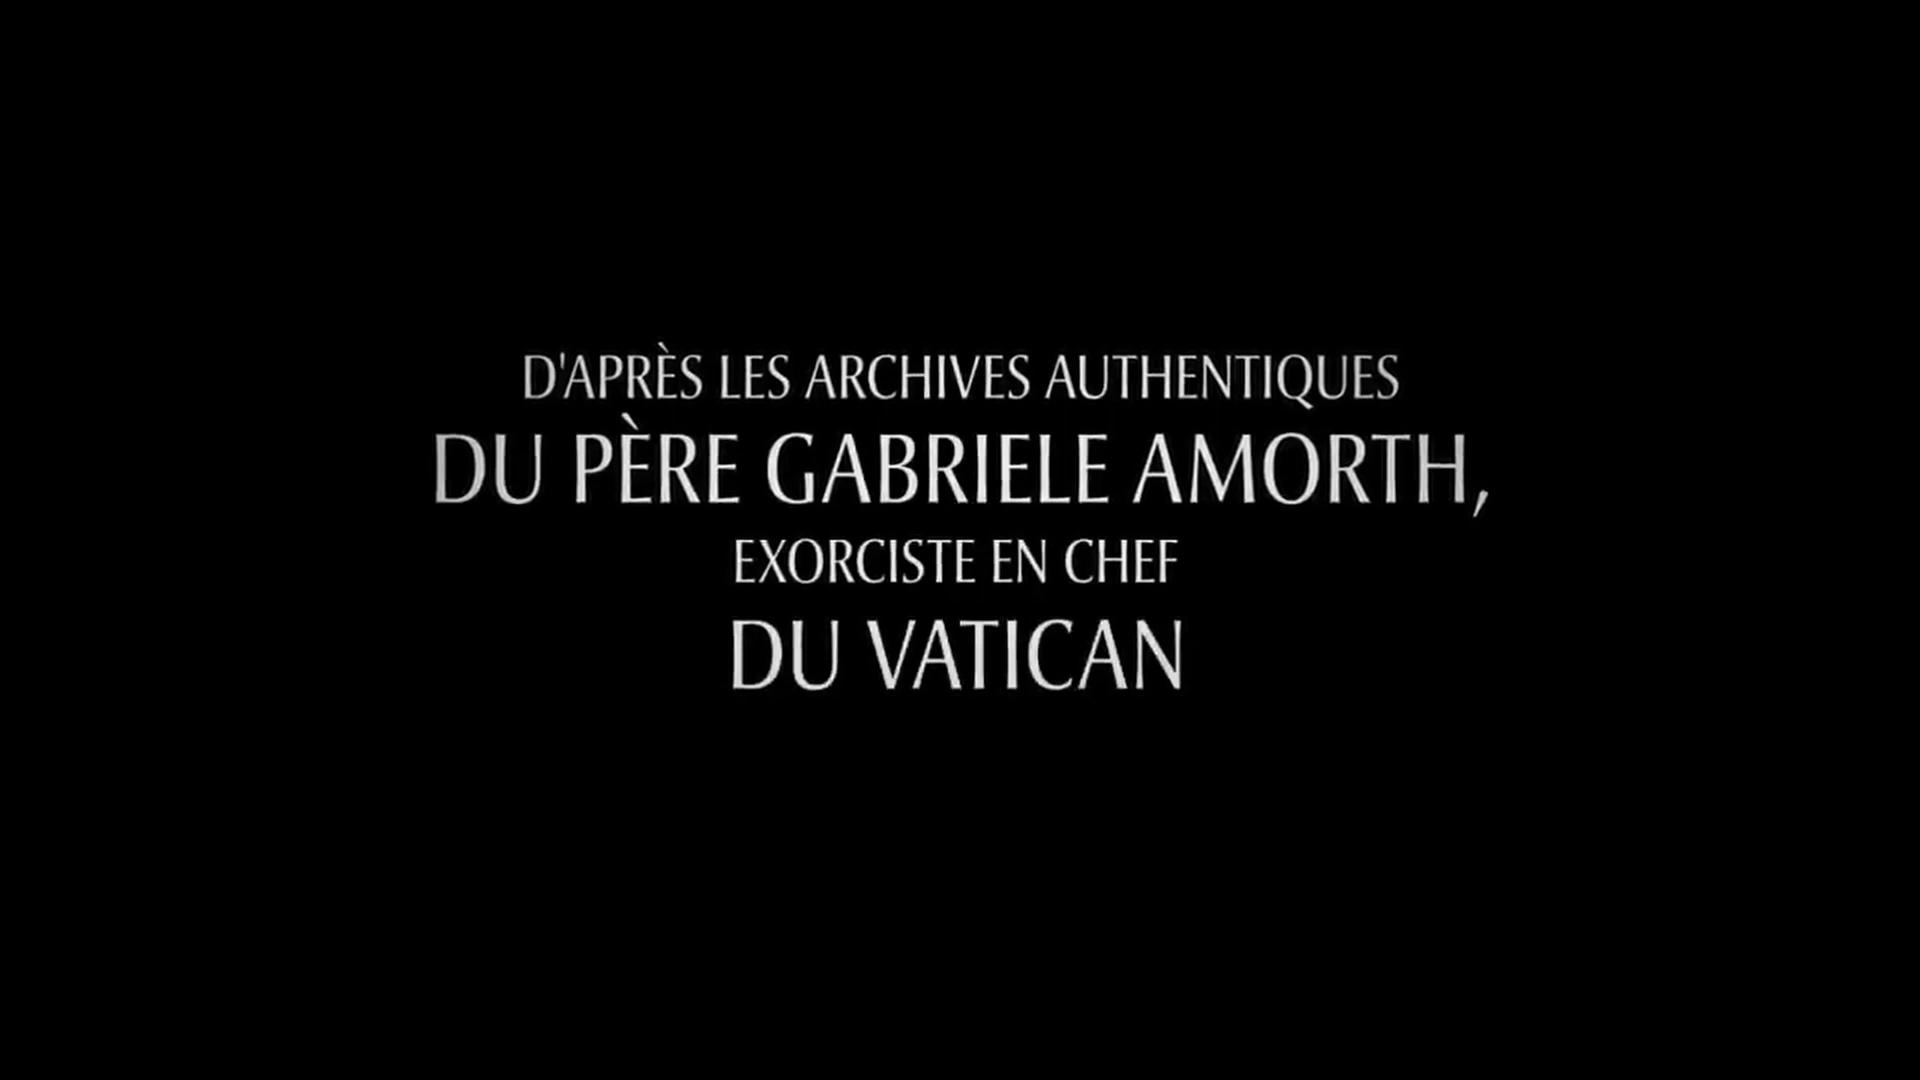 D'APRÈS LES ARCHIVES AUTHENTIQUES
DU PÈRE GABRIELE AMORTH,
EXORCISTE EN CHEF
DU VATICAN